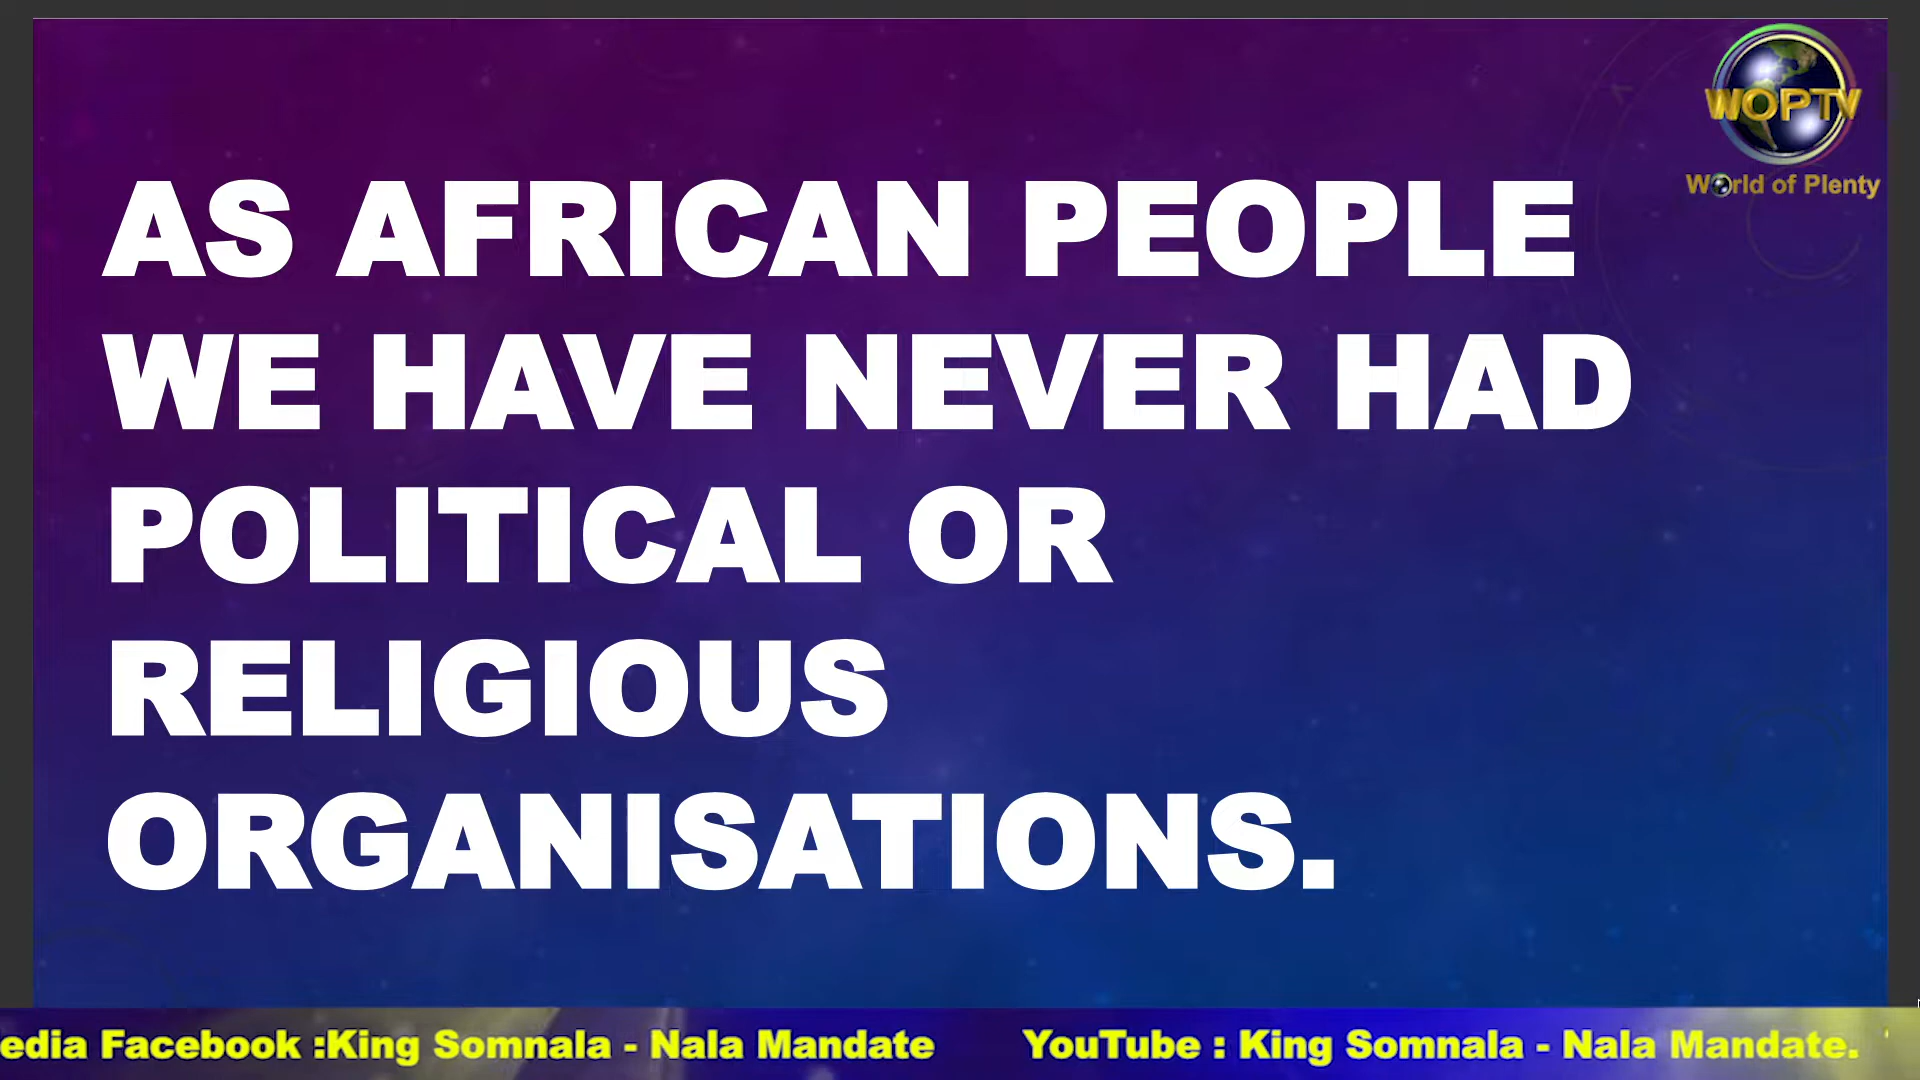 WOPTV
World of Plenty
AS AFRICAN PEOPLE
WE HAVE NEVER HAD
POLITICAL OR
RELIGIOUS
ORGANISATIONS.
edia Facebook :King Somnala - Nala Mandate YouTube : King Somnala - Nala Mandate.